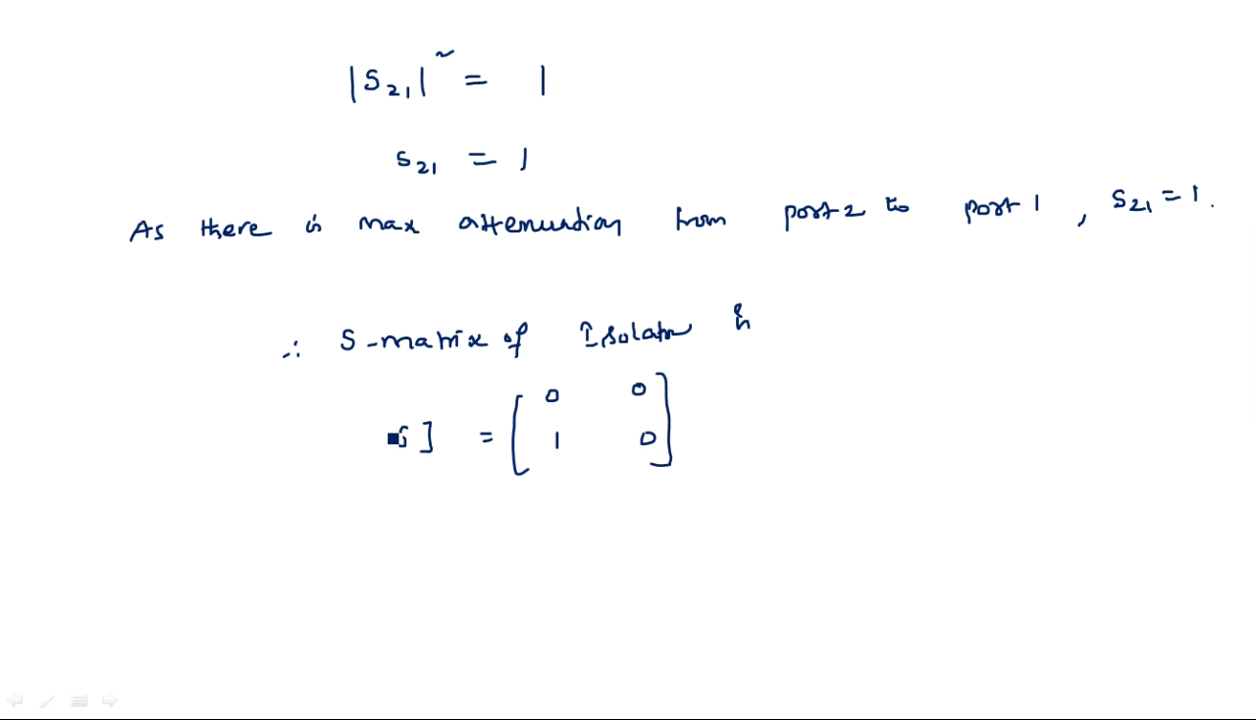 |S21|² = 1
S21 = 1
As there is max attenuation from port 2 to port 1, S21 = 1.
∴ S-matrix of Isolator is
S] = [0 0
1 0]